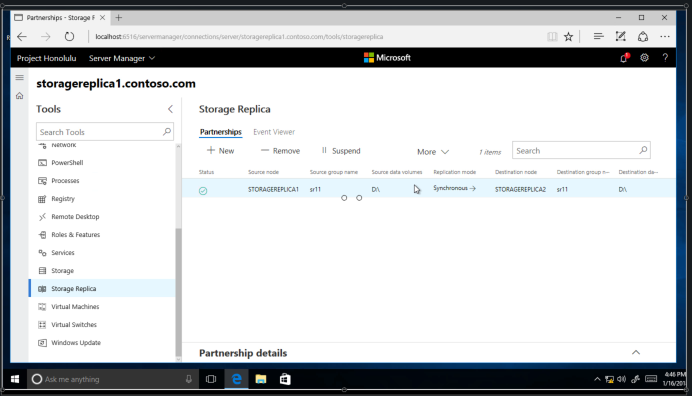 Partnerships - Storage R
localhost:6516/servermanager/connections/server/storagereplica1.contoso.com/tools/storagereplica
Project Honolulu Server Manager Microsoft
storagereplica1.contoso.com
Tools
Search Tools
Network
PowerShell
Processes
Registry
Remote Desktop
Roles & Features
Services
Storage
Storage Replica
Virtual Machines
Virtual Switches
Windows Update
Storage Replica
Partnerships Event Viewer
New Remove Suspend More 1 items Search
Status Source node Source group name Source data volumes Replication mode Destination node Destination group n... Destination da...
STORAGEREPLICA1 sr11 D:\ Synchronous STORAGEREPLICA2 sr11 D:\
Partnership details
Ask me anything
4:46 PM
1/16/201